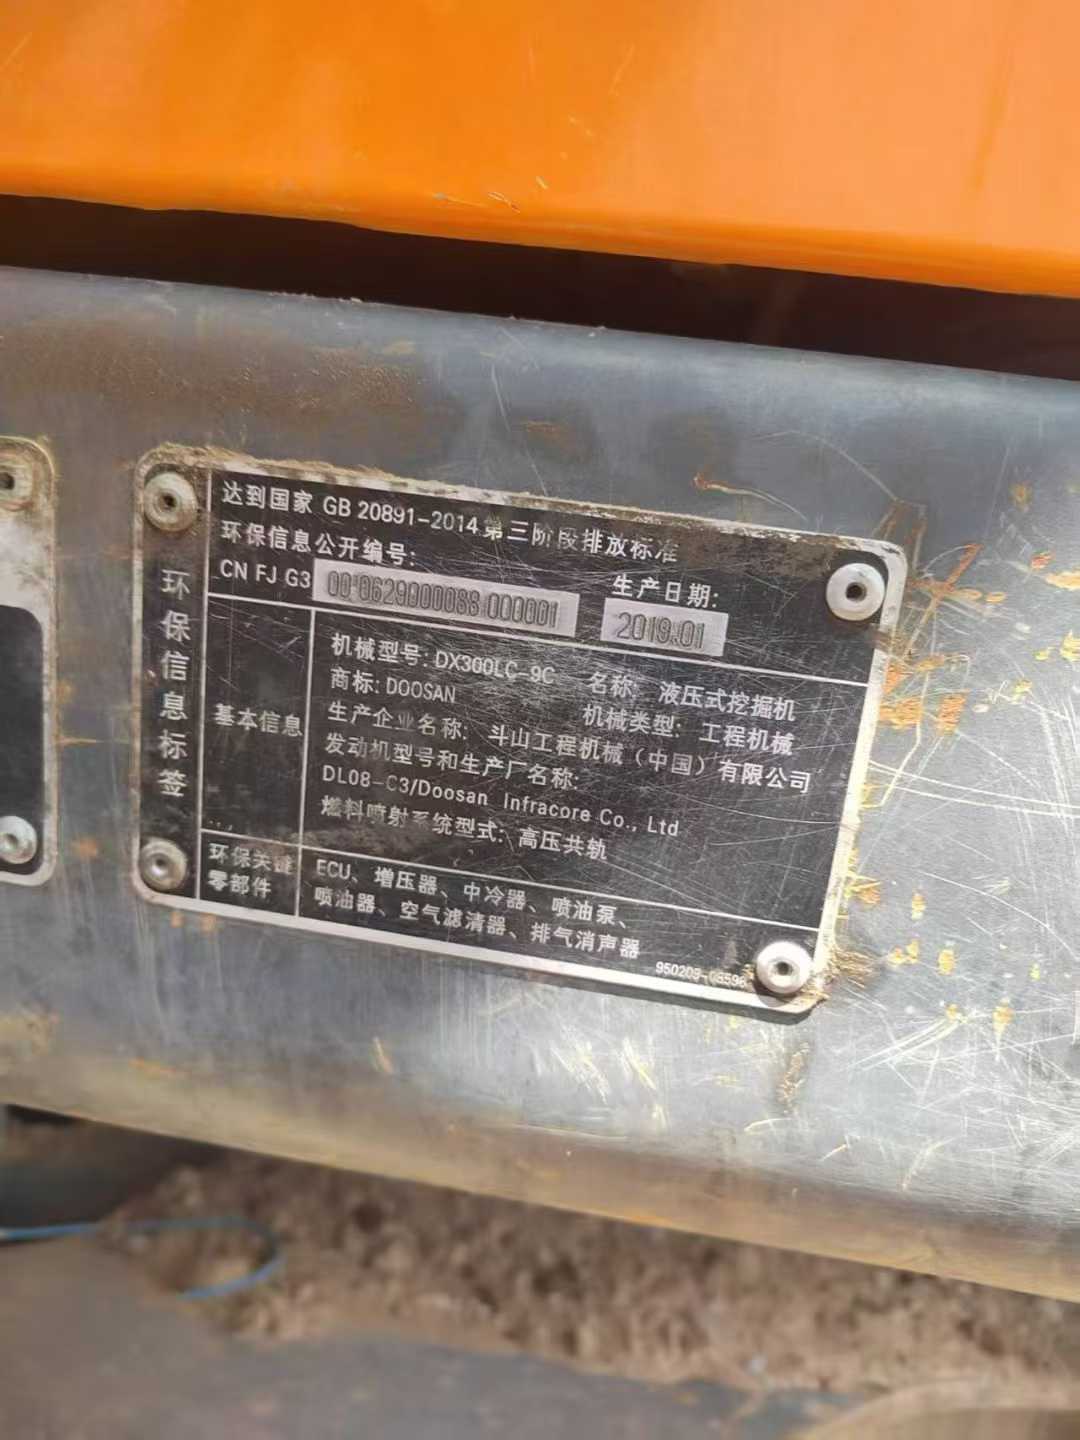 达到国家 GB 20891-2014 第三阶段排放标准
环保信息公开编号:
生产日期:
CN FJ G3 00 0629000088 000001
2019.01
环保信息标签
基本信息
机械型号: DX300LC-9C 名称: 液压式挖掘机
商标: DOOSAN 机械类型: 工程机械
生产企业名称: 斗山工程机械（中国）有限公司
发动机型号和生产厂名称:
DL08-C3/Doosan Infracore Co., Ltd
燃料喷射系统型式: 高压共轨
环保关键
零部件
ECU、增压器、中冷器、喷油泵、
喷油器、空气滤清器、排气消声器